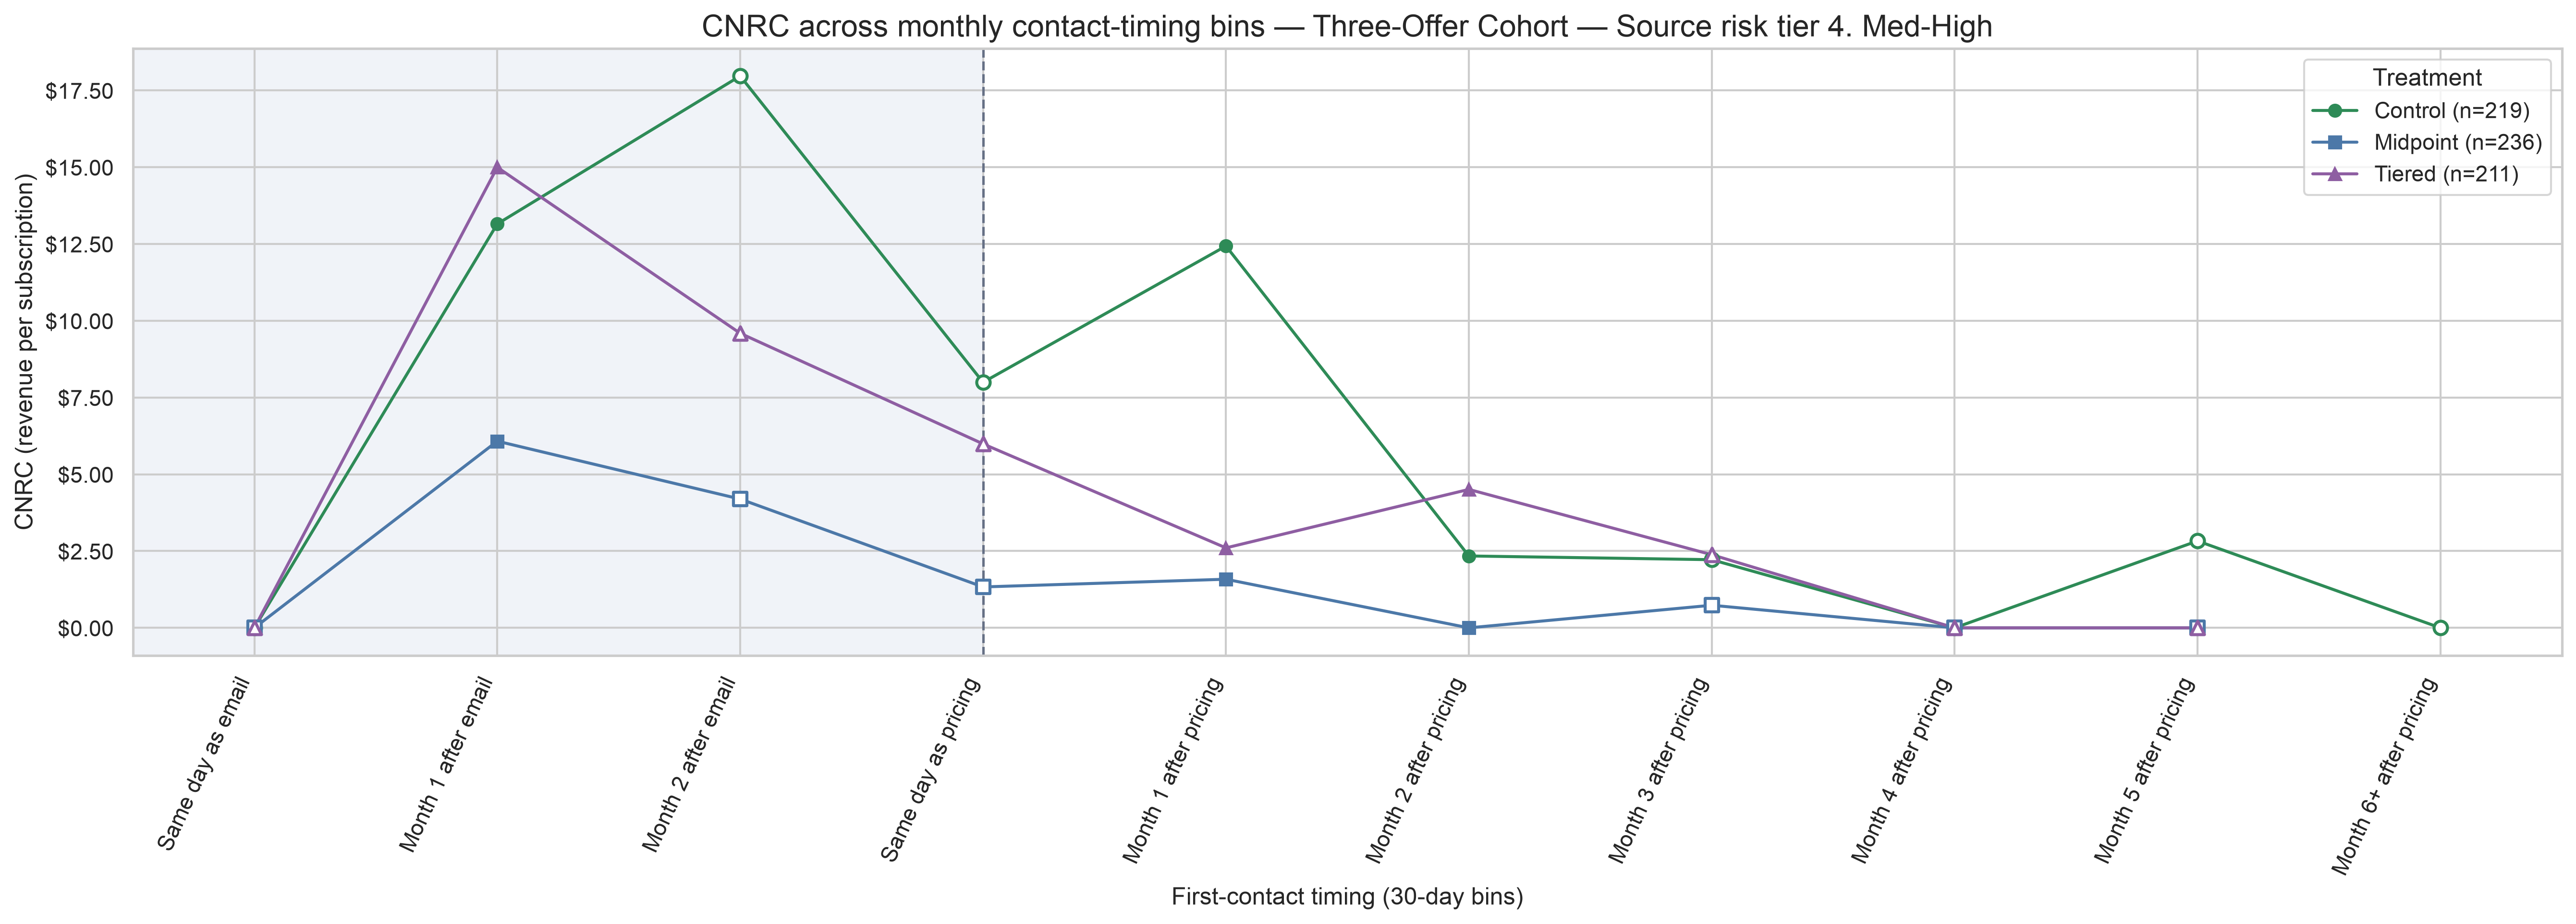 CNRC across monthly contact-timing bins — Three-Offer Cohort — Source risk tier 4. Med-High
CNRC (revenue per subscription)
$17.50
$15.00
$12.50
$10.00
$7.50
$5.00
$2.50
$0.00
Treatment
Control (n=219)
Midpoint (n=236)
Tiered (n=211)
Same day as email
Month 1 after email
Month 2 after email
Same day as pricing
Month 1 after pricing
Month 2 after pricing
Month 3 after pricing
Month 4 after pricing
Month 5 after pricing
Month 6+ after pricing
First-contact timing (30-day bins)